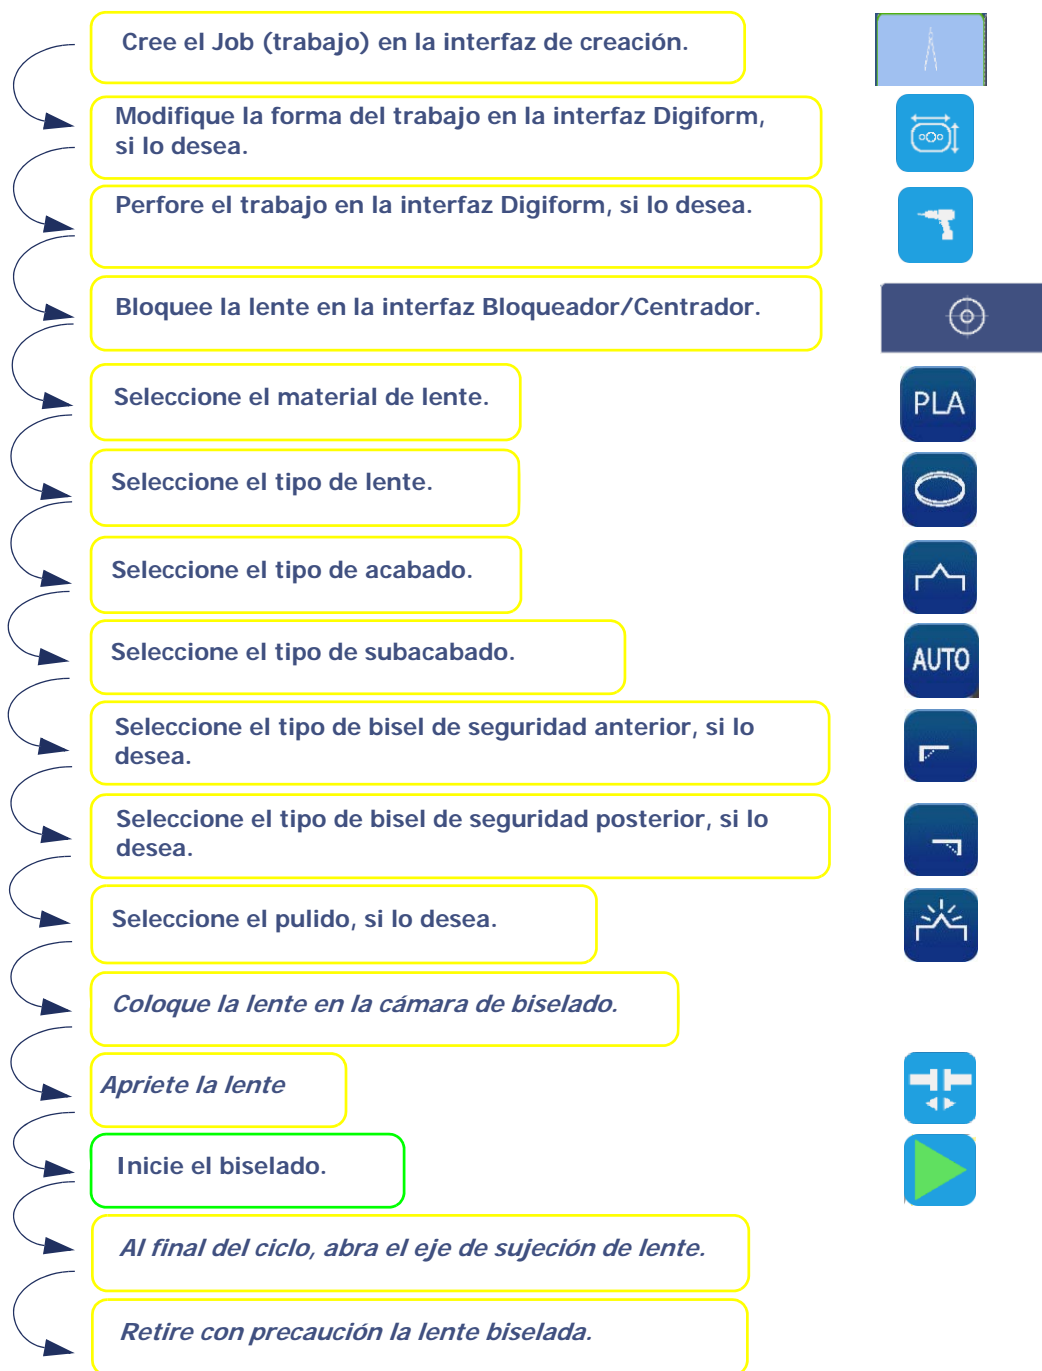 Cree el Job (trabajo) en la interfaz de creación.
Modifique la forma del trabajo en la interfaz Digiform,
si lo desea.
Perfore el trabajo en la interfaz Digiform, si lo desea.
Bloquee la lente en la interfaz Bloqueador/Centrador.
Seleccione el material de lente.
PLA
Seleccione el tipo de lente.
Seleccione el tipo de acabado.
Seleccione el tipo de subacabado.
AUTO
Seleccione el tipo de bisel de seguridad anterior, si lo
desea.
Seleccione el tipo de bisel de seguridad posterior, si lo
desea.
Seleccione el pulido, si lo desea.
Coloque la lente en la cámara de biselado.
Apriete la lente
Inicie el biselado.
Al final del ciclo, abra el eje de sujeción de lente.
Retire con precaución la lente biselada.